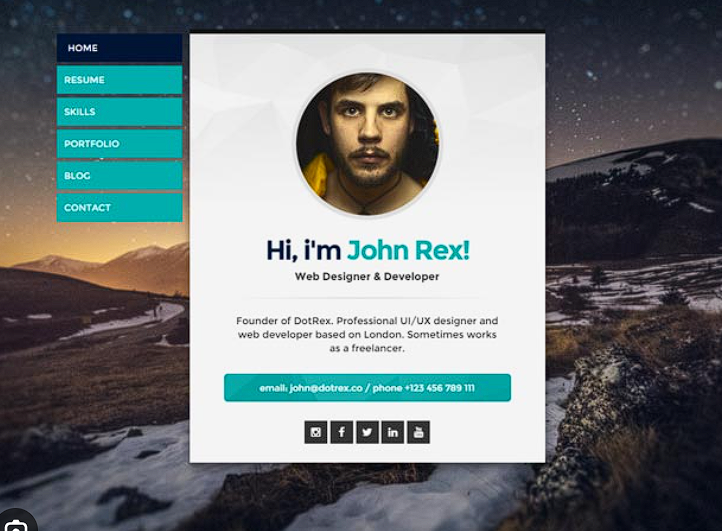 HOME
RESUME
SKILLS
PORTFOLIO
BLOG
CONTACT
Hi, i'm John Rex!
Web Designer & Developer
Founder of DotRex. Professional UI/UX designer and
web developer based on London. Sometimes works
as a freelancer.
email: john@dotrex.co / phone +123 456 789 111